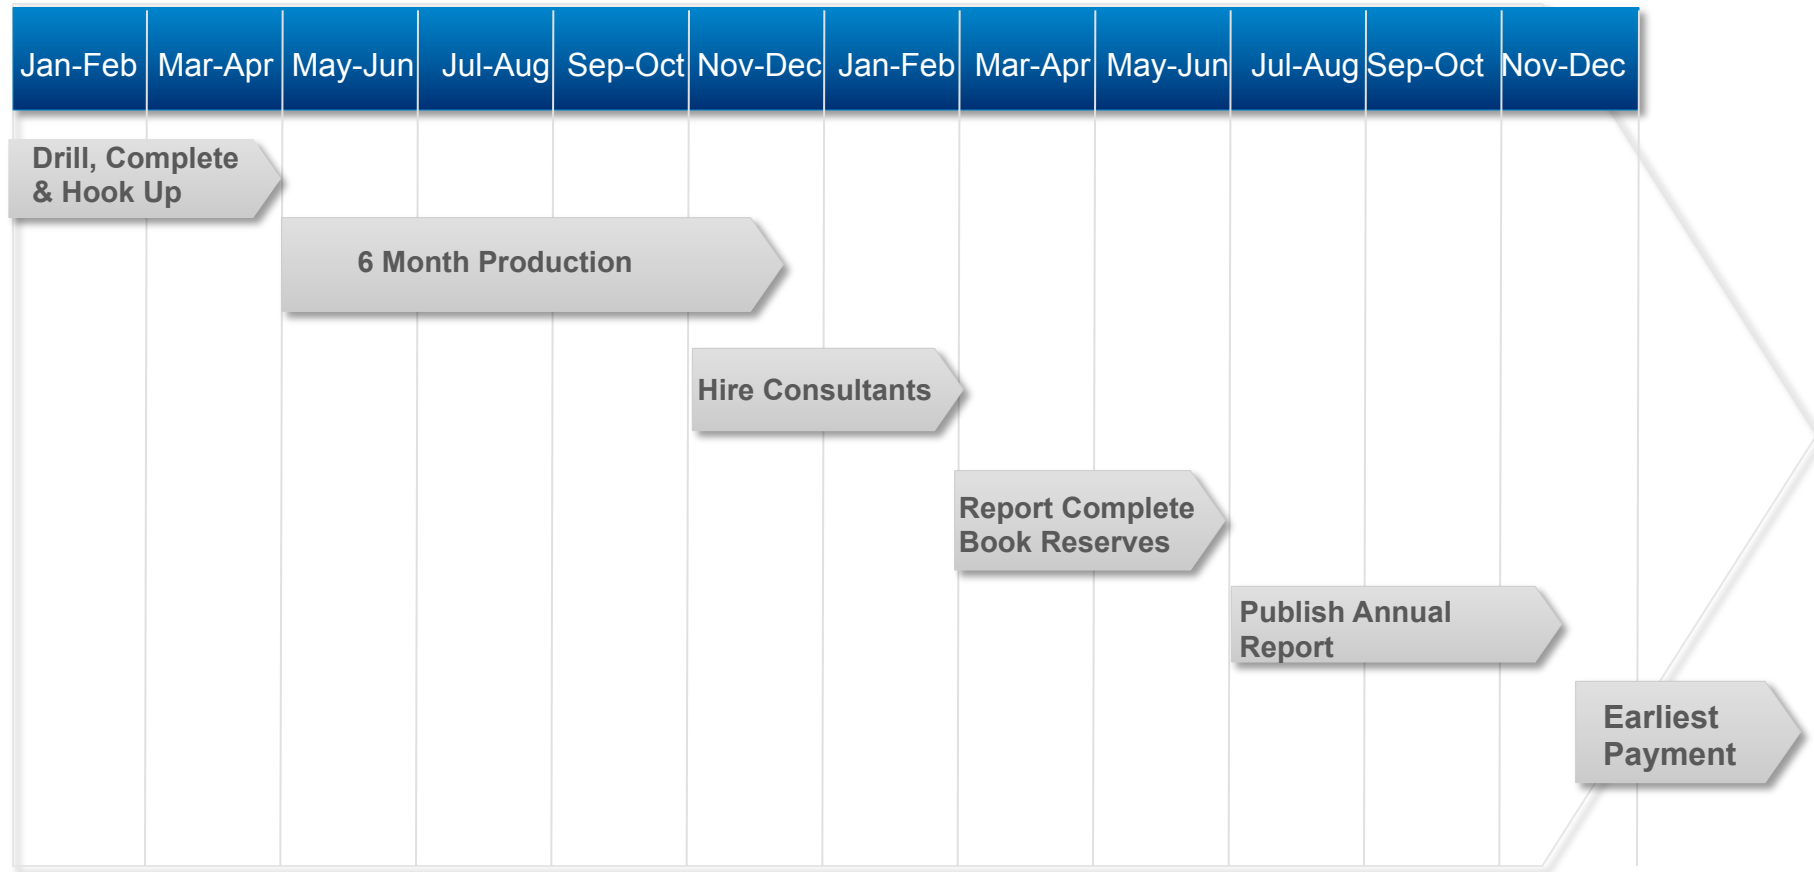 Jan-Feb Mar-Apr May-Jun Jul-Aug Sep-Oct Nov-Dec Jan-Feb Mar-Apr May-Jun Jul-Aug Sep-Oct Nov-Dec
Drill, Complete
& Hook Up
6 Month Production
Hire Consultants
Report Complete
Book Reserves
Publish Annual
Report
Earliest
Payment